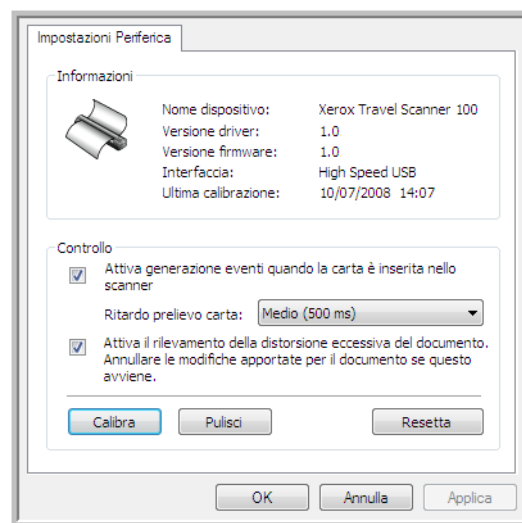 Impostazioni Periferica
Informazioni
Nome dispositivo: Xerox Travel Scanner 100
Versione driver: 1.0
Versione firmware: 1.0
Interfaccia: High Speed USB
Ultima calibrazione: 10/07/2008 14:07
Controllo
Attiva generazione eventi quando la carta è inserita nello
scanner
Ritardo prelievo carta: Medio (500 ms)
Attiva il rilevamento della distorsione eccessiva del documento.
Annullare le modifiche apportate per il documento se questo
avviene.
Calibra Pulisci Resetta
OK Annulla Applica